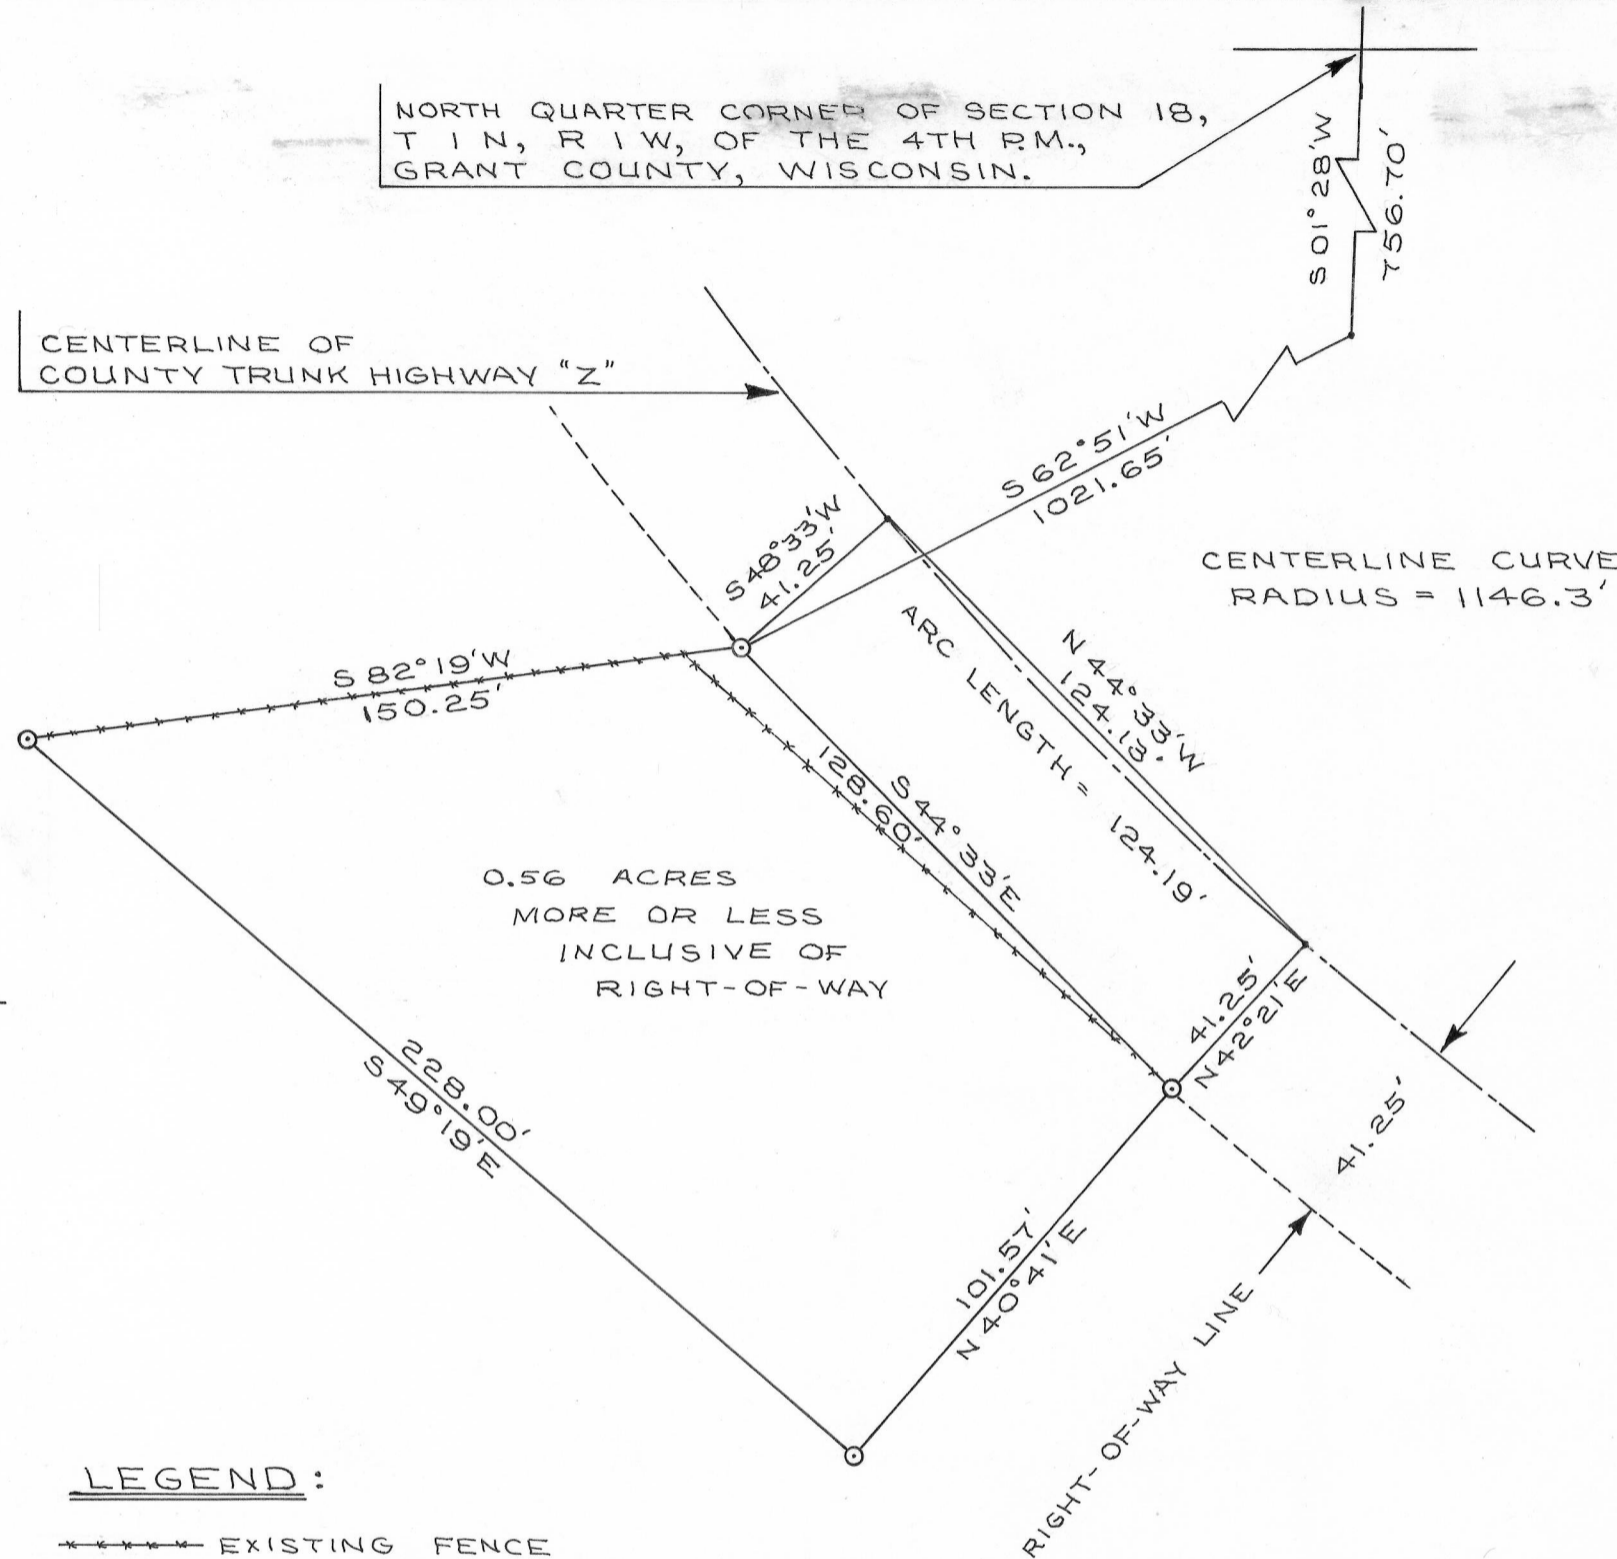 NORTH QUARTER CORNER OF SECTION 18,
T 1 N, R 1 W, OF THE 4TH P.M.,
GRANT COUNTY, WISCONSIN.
S 01° 28' W
756.70'
CENTERLINE OF
COUNTY TRUNK HIGHWAY "Z"
S 62° 51' W
1021.65'
S 48° 33' W
41.25'
CENTERLINE CURVE
RADIUS = 1146.3'
ARC LENGTH = 124.19'
N 44° 33' W
124.13'
S 82° 19' W
150.25'
S 44° 33' E
128.60'
0.56 ACRES
MORE OR LESS
INCLUSIVE OF
RIGHT-OF-WAY
41.25'
N 42° 21' E
228.00'
S 49° 19' E
41.25'
101.57'
N 40° 41' E
RIGHT-OF-WAY LINE
LEGEND:
EXISTING FENCE